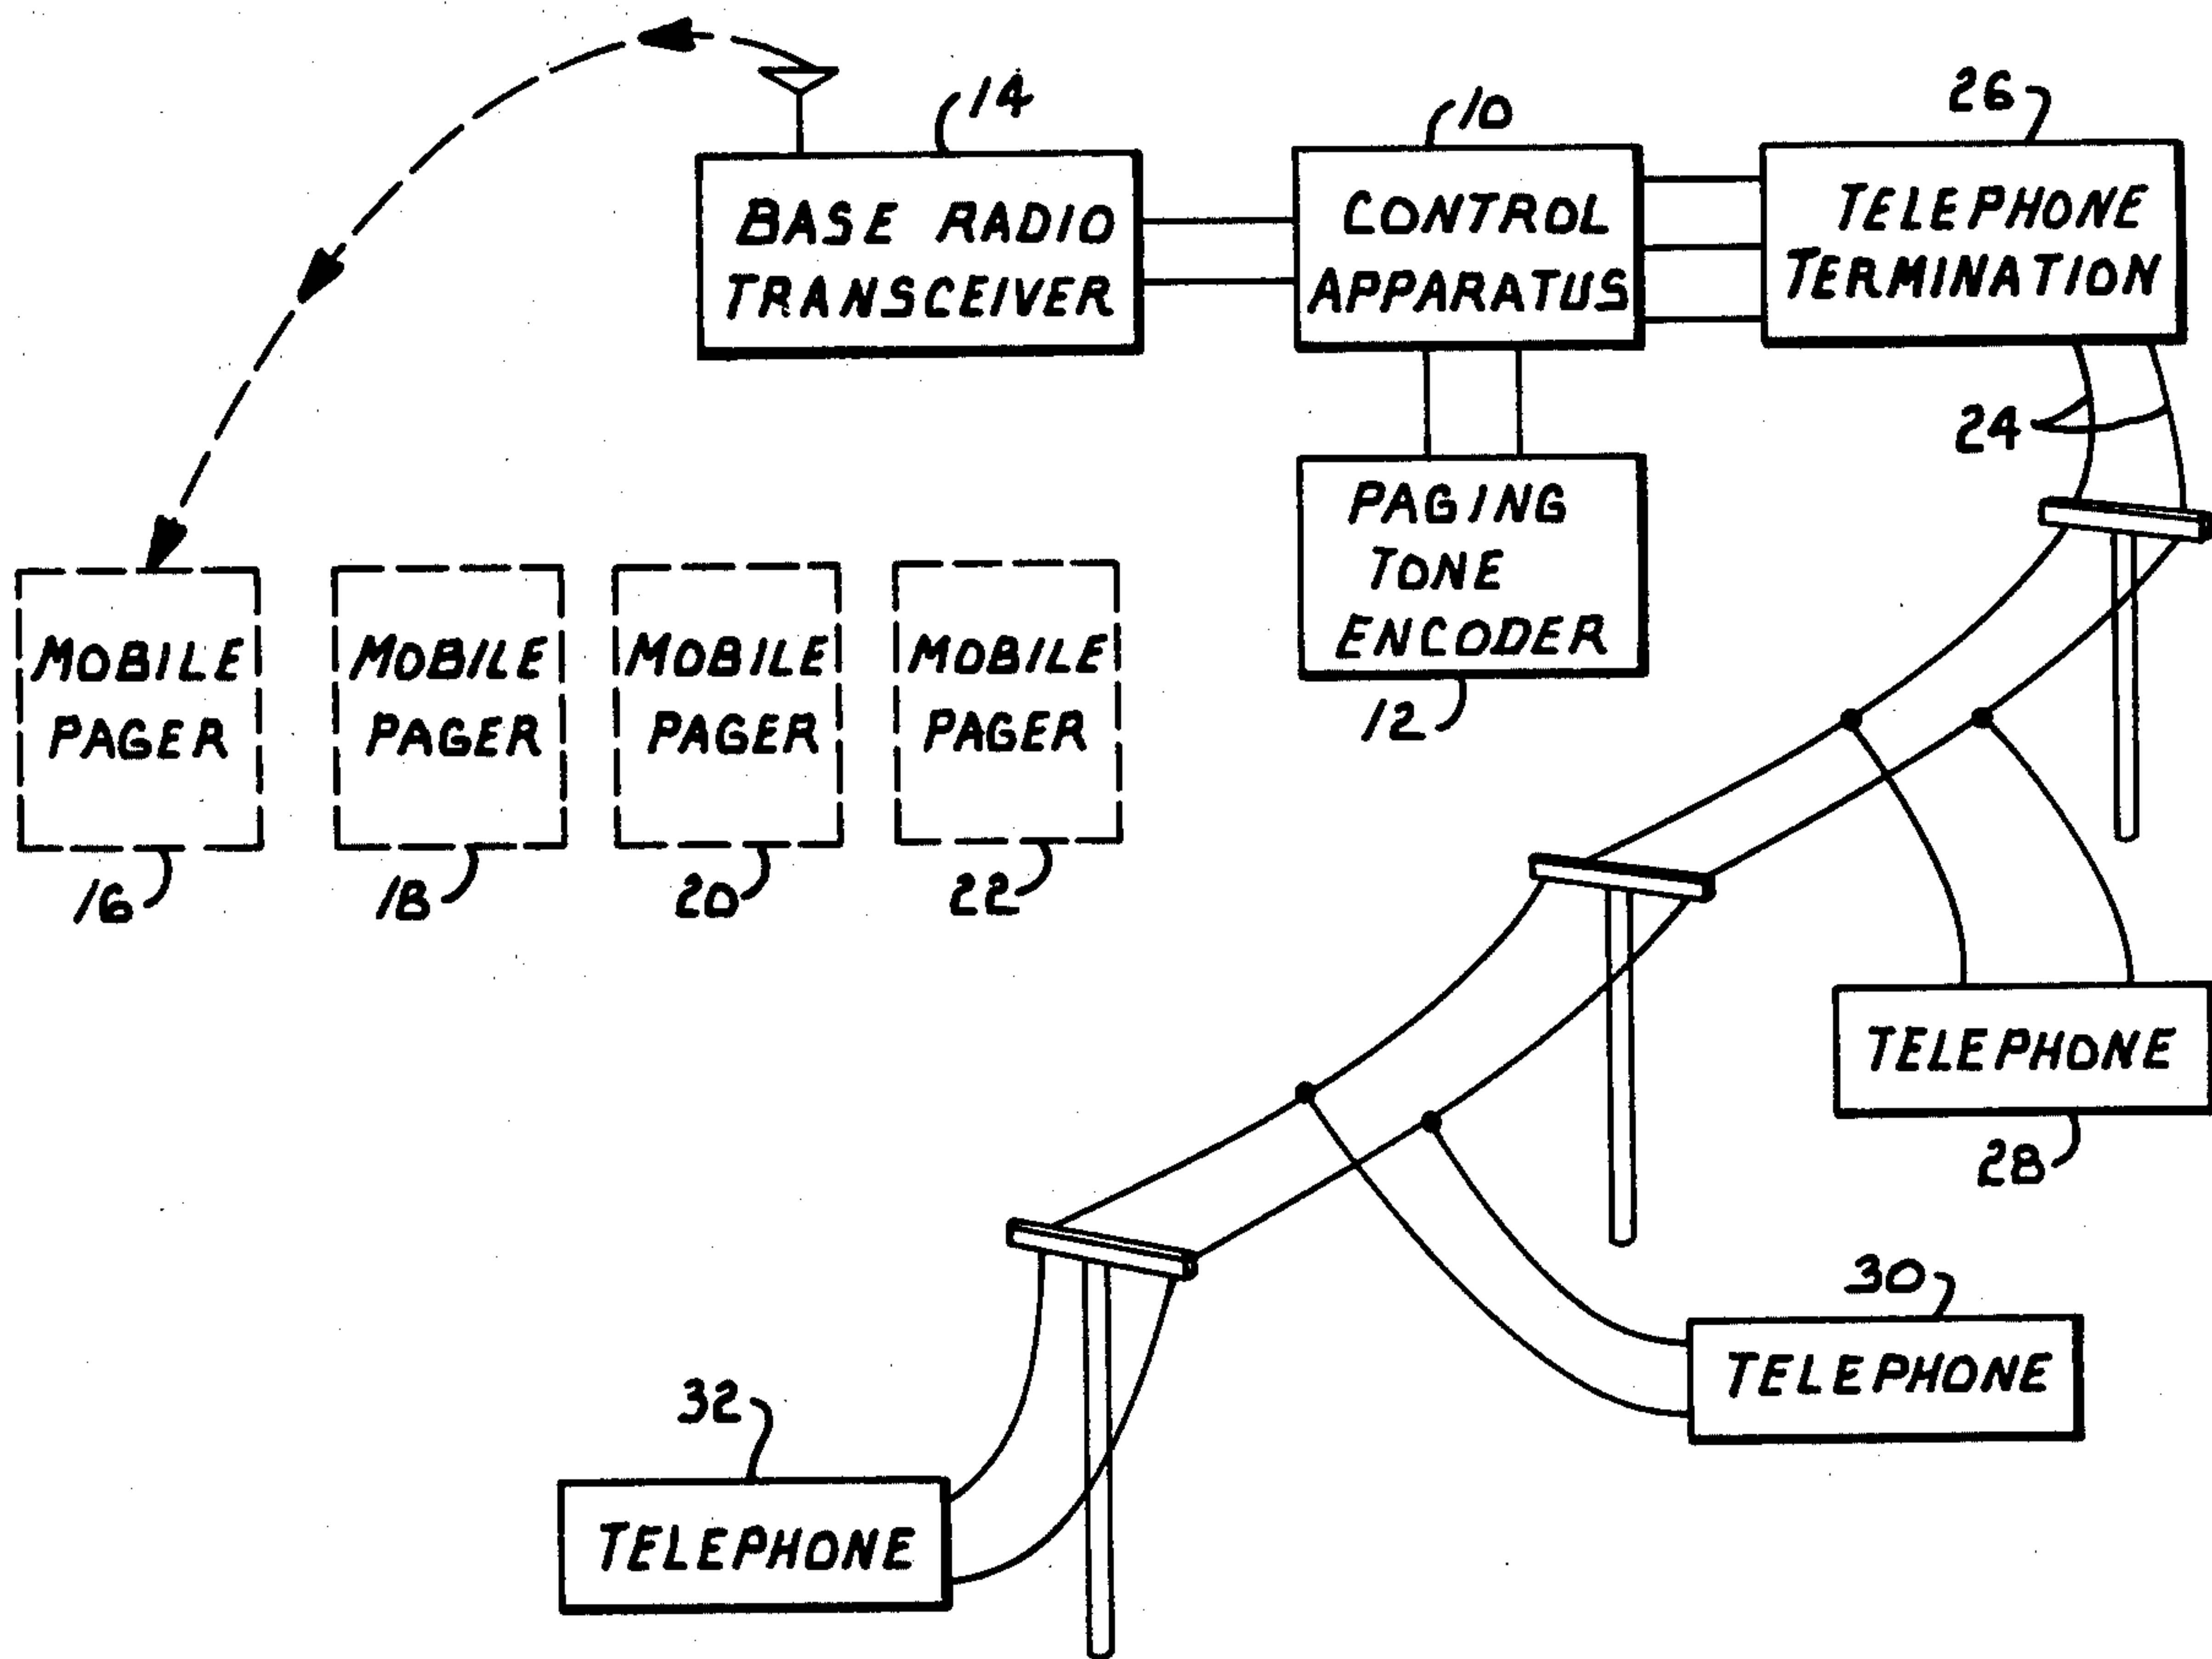 14
10
26
BASE RADIO
TRANSCEIVER
CONTROL
APPARATUS
TELEPHONE
TERMINATION
24
PAGING
TONE
ENCODER
12
MOBILE
PAGER
16
MOBILE
PAGER
18
MOBILE
PAGER
20
MOBILE
PAGER
22
TELEPHONE
28
30
TELEPHONE
32
TELEPHONE